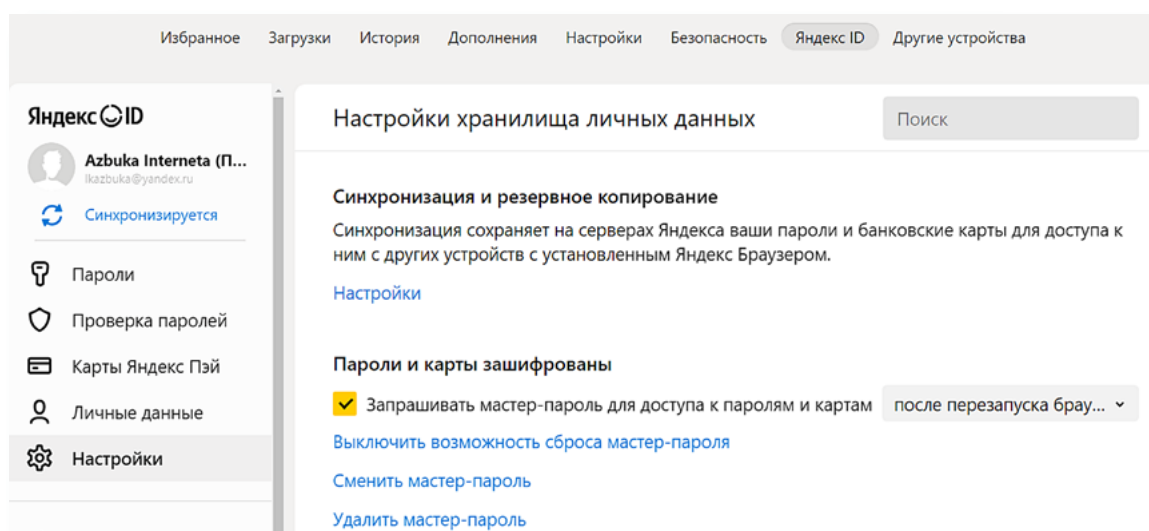 Избранное Загрузки История Дополнения Настройки Безопасность Яндекс ID Другие устройства
Яндекс ID
Azbuka Interneta (П...
lkazbuka@yandex.ru
Синхронизируется
Пароли
Проверка паролей
Карты Яндекс Пэй
Личные данные
Настройки
Настройки хранилища личных данных
Поиск
Синхронизация и резервное копирование
Синхронизация сохраняет на серверах Яндекса ваши пароли и банковские карты для доступа к
ним с других устройств с установленным Яндекс Браузером.
Настройки
Пароли и карты зашифрованы
Запрашивать мастер-пароль для доступа к паролям и картам после перезапуска брау...
Выключить возможность сброса мастер-пароля
Сменить мастер-пароль
Удалить мастер-пароль